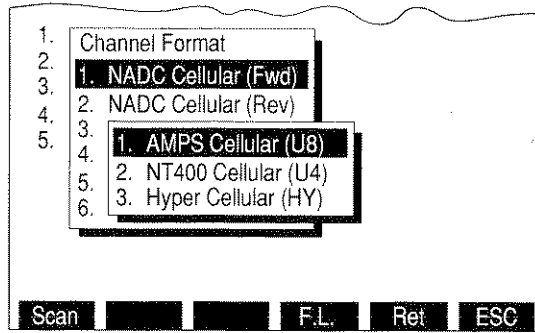 1.
2.
3.
4.
5.
Channel Format
1. NADC Cellular (Fwd)
2. NADC Cellular (Rev)
3.
4.
5.
6.
1. AMPS Cellular (U8)
2. NT400 Cellular (U4)
3. Hyper Cellular (HY)
Scan F.L. Ret ESC